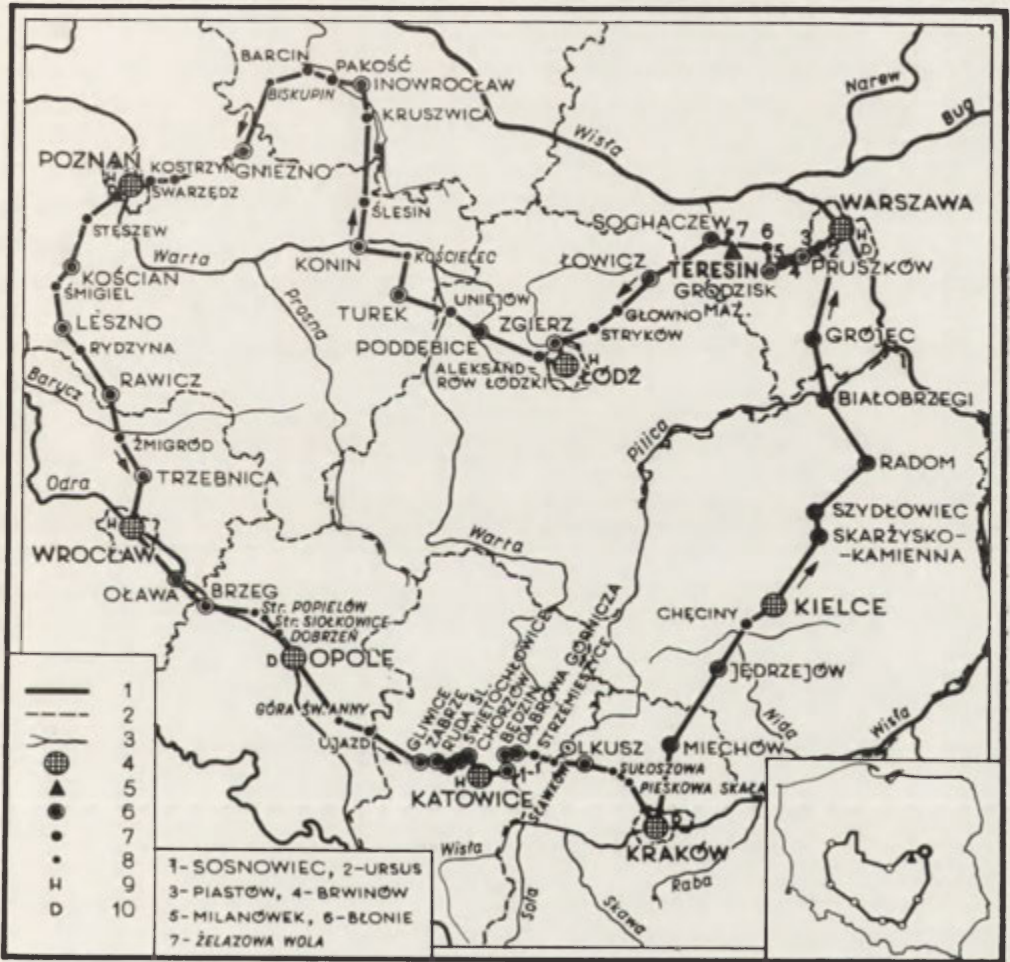 BARCIN
PAKOŚĆ
BISKUPIN
INOWROCŁAW
KRUSZWICA
Narew
Bug
Wisła
POZNAŃ
KOSTRZYN
GNIEZNO
SWARZĘDZ
STĘSZEW
ŚLESIN
Warta
KONIN
KOŚCIELEC
KOŚCIAN
ŚMIGIEL
TUREK
UNIEJÓW
Prosna
LESZNO
RYDZYNA
PODDĘBICE
ZGIERZ
ALEKSAND-
RÓW ŁÓDZKI
ŁÓDŹ
H
STRYKÓW
GŁOWNO
ŁOWICZ
SOCHACZEW
7
6
5
4
3
2
TERESIN
GRODZISK
MAZ.
PRUSZKÓW
WARSZAWA
H
D
GRÓJEC
BIAŁOBRZEGI
Pilica
RADOM
SZYDŁOWIEC
SKARŻYSKO-
-KAMIENNA
KIELCE
CHĘCINY
JĘDRZEJÓW
Nida
Wisła
MIECHÓW
Barycz
RAWICZ
ŻMIGRÓD
TRZEBNICA
Odra
H
WROCŁAW
OŁAWA
BRZEG
Str. POPIELÓW
Str. SIOŁKOWICE
DOBRZEŃ
D
OPOLE
GÓRA ŚW. ANNY
UJAZD
Warta
GLIWICE
ZABRZE
RUDA ŚL.
ŚWIĘTOCHŁOWICE
CHORZÓW
BĘDZIN
DĄBROWA GÓRNICZA
STRZEMIESZYCE
H
KATOWICE
1
SŁAWKÓW
OLKUSZ
SUŁOSZOWA
PIESKOWA SKAŁA
KRAKÓW
Wisła
Soła
Skawa
Raba
1
2
3
4
5
6
7
8
H 9
D 10
1-SOSNOWIEC, 2-URSUS
3-PIASTÓW, 4-BRWINÓW
5-MILANÓWEK, 6-BŁONIE
7-ŻELAZOWA WOLA